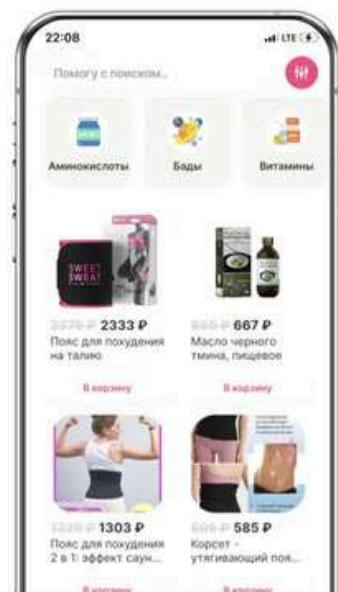 22:08
LTE
Помогу с поиском...
Аминокислоты
Бады
Витамины
SWEET
SWEAT
2333 ₽
667 ₽
Пояс для похудения
на талию
Масло черного
тмина, пищевое
В корзину
В корзину
1303 ₽
585 ₽
Пояс для похудения
2 в 1: эффект саун...
Корсет -
утягивающий поя...
В корзину
В корзину